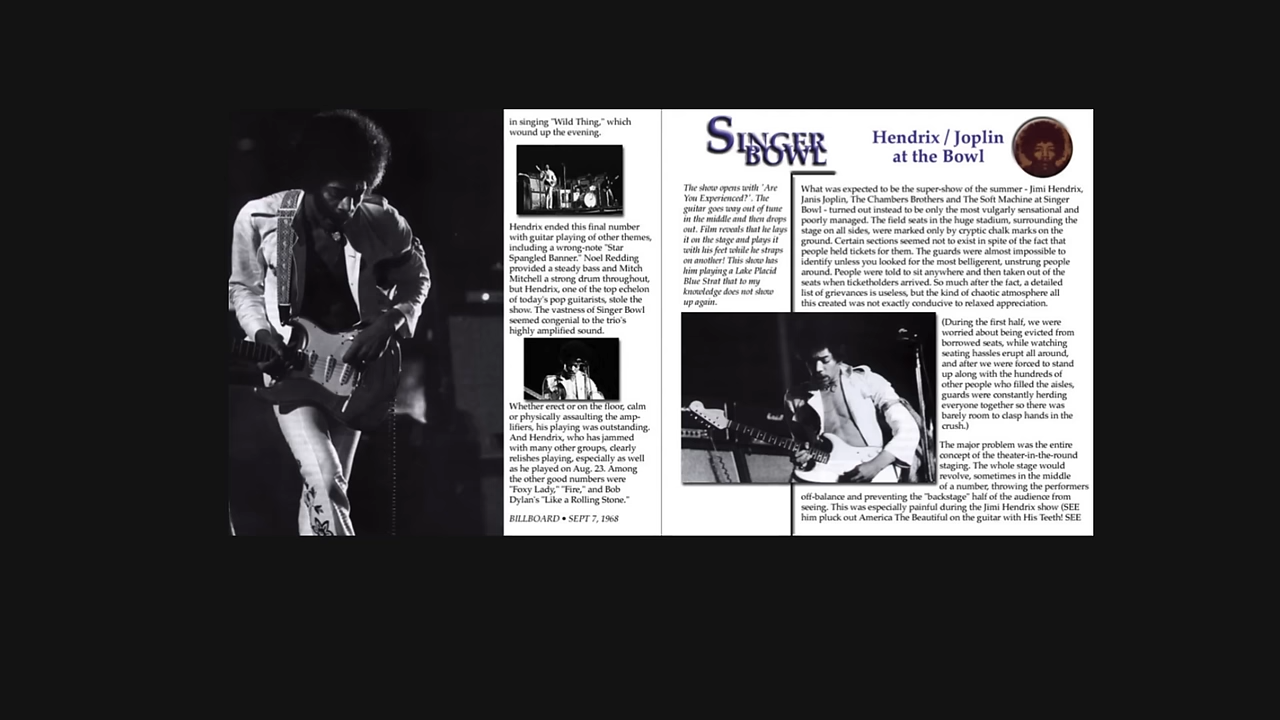 in singing "Wild Thing," which
wound up the evening.
Hendrix ended this final number
with guitar playing of other themes,
including a wrong-note "Star
Spangled Banner." Noel Redding
provided a steady bass and Mitch
Mitchell a strong drum throughout,
but Hendrix, one of the top echelon
of today's pop guitarists, stole the
show. The vastness of Singer Bowl
seemed congenial to the trio's
highly amplified sound.
Whether erect or on the floor, calm
or physically assaulting the amp-
lifiers, his playing was outstanding.
And Hendrix, who has jammed
with many other groups, clearly
relishes playing, especially as well
as he played on Aug. 23. Among
the other good numbers were
"Foxy Lady," "Fire," and Bob
Dylan's "Like a Rolling Stone."
BILLBOARD • SEPT 7, 1968
SINGER
BOWL
The show opens with 'Are
You Experienced?'. The
guitar goes way out of tune
in the middle and then drops
out. Film reveals that he lays
it on the stage and plays it
with his feet while he straps
on another! This show has
him playing a Lake Placid
Blue Strat that to my
knowledge does not show
up again.
Hendrix / Joplin
at the Bowl
What was expected to be the super-show of the summer - Jimi Hendrix,
Janis Joplin, The Chambers Brothers and The Soft Machine at Singer
Bowl - turned out instead to be only the most vulgarly sensational and
poorly managed. The field seats in the huge stadium, surrounding the
stage on all sides, were marked only by cryptic chalk marks on the
ground. Certain sections seemed not to exist in spite of the fact that
people held tickets for them. The guards were almost impossible to
identify unless you looked for the most belligerent, unstrung people
around. People were told to sit anywhere and then taken out of the
seats when ticketholders arrived. So much after the fact, a detailed
list of grievances is useless, but the kind of chaotic atmosphere all
this created was not exactly conducive to relaxed appreciation.
(During the first half, we were
worried about being evicted from
borrowed seats, while watching
seating hassles erupt all around,
and after we were forced to stand
up along with the hundreds of
other people who filled the aisles,
guards were constantly herding
everyone together so there was
barely room to clasp hands in the
crush.)
The major problem was the entire
concept of the theater-in-the-round
staging. The whole stage would
revolve, sometimes in the middle
of a number, throwing the performers
off-balance and preventing the "backstage" half of the audience from
seeing. This was especially painful during the Jimi Hendrix show (SEE
him pluck out America The Beautiful on the guitar with His Teeth! SEE